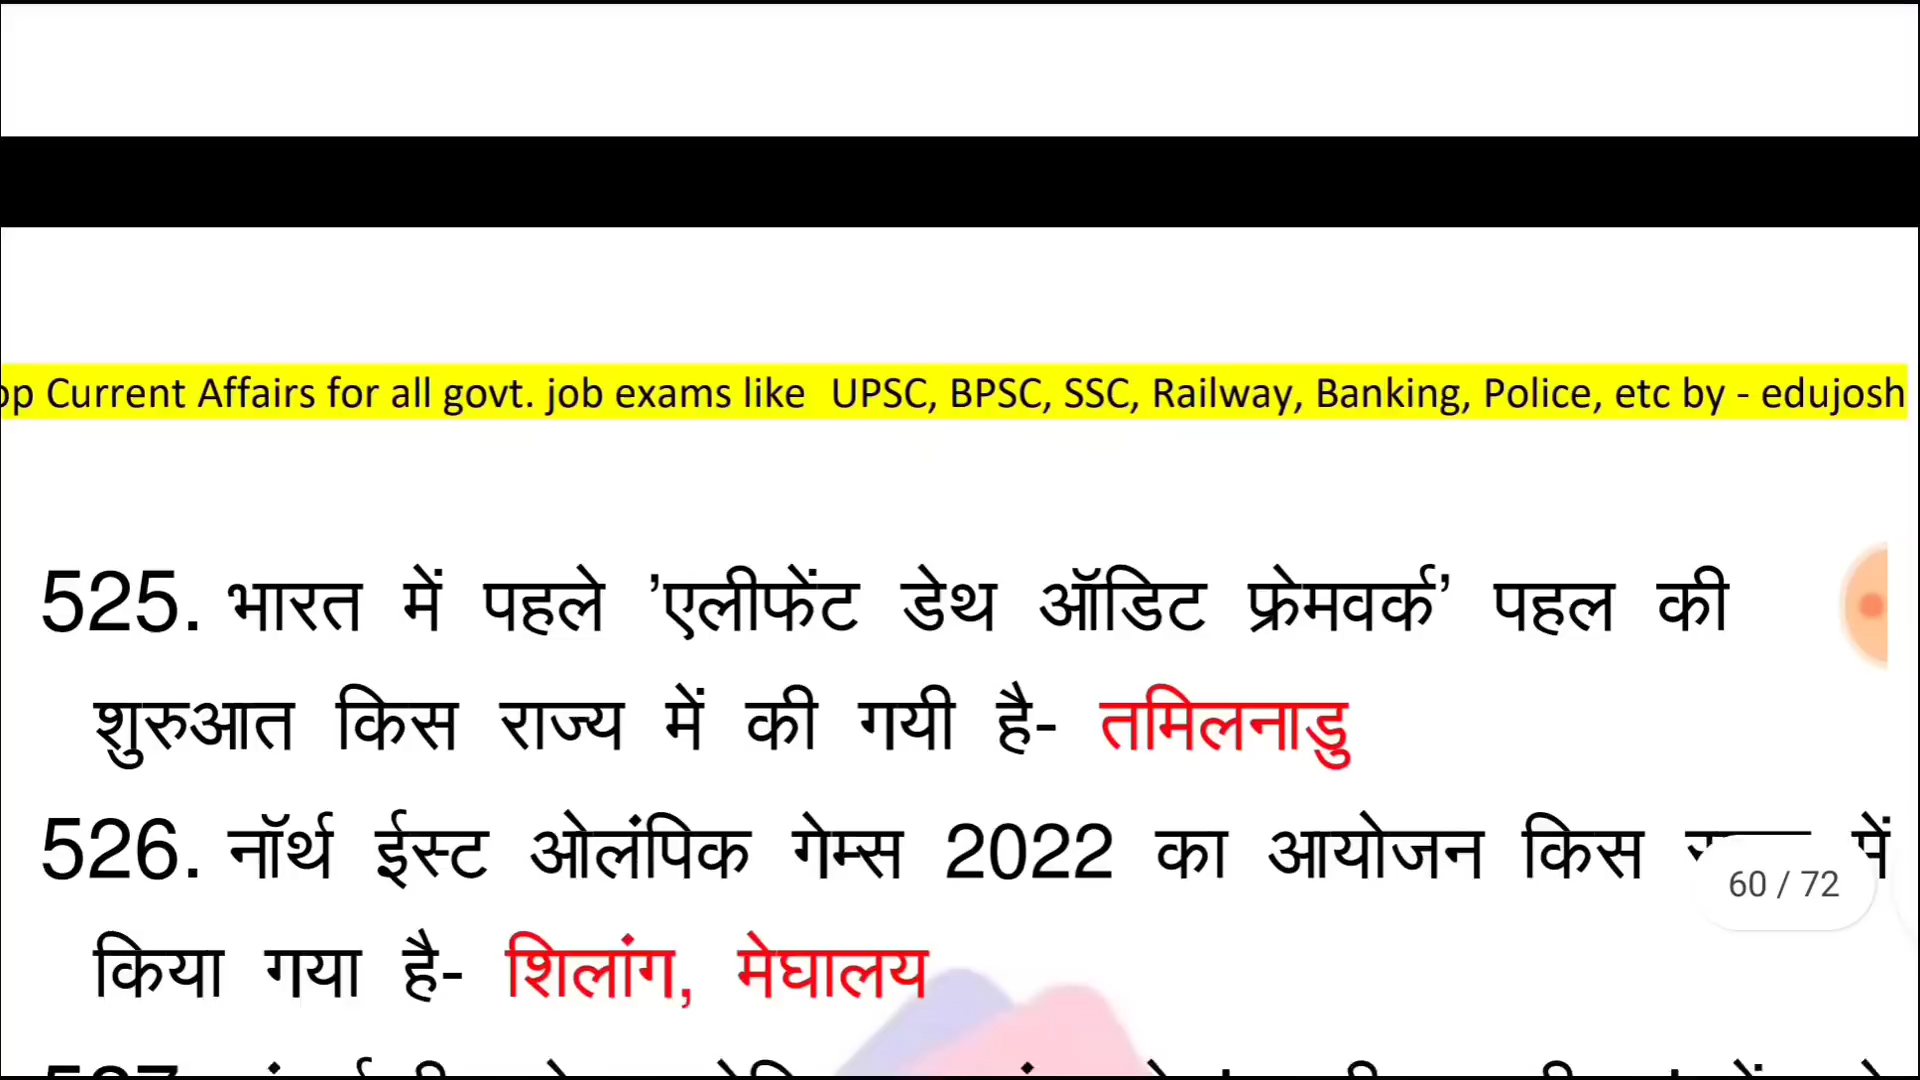 Current Affairs for all govt. job exams like UPSC, BPSC, SSC, Railway, Banking, Police, etc by - edujosh
525. भारत में पहले 'एलीफेंट डेथ ऑडिट फ्रेमवर्क’ पहल की
शुरुआत किस राज्य में की गयी है- तमिलनाडु
526. नॉर्थ ईस्ट ओलंपिक गेम्स 2022 का आयोजन किस में
60 / 72
किया गया है- शिलांग, मेघालय